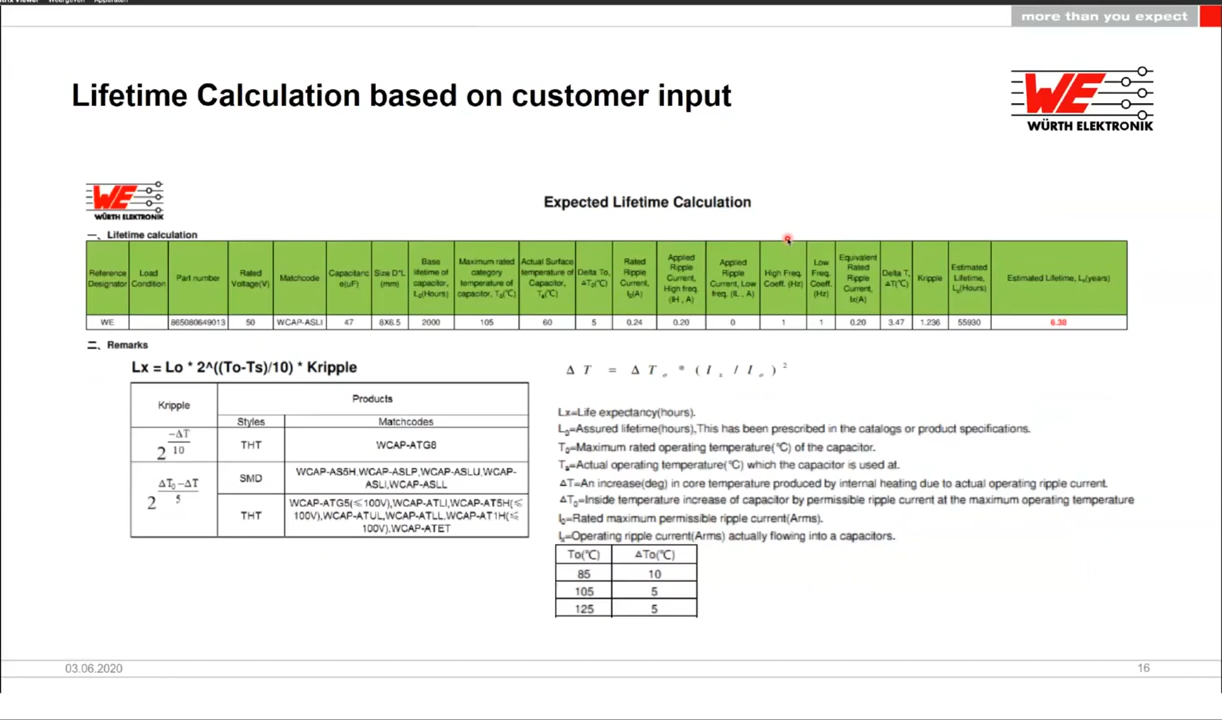 more than you expect
Lifetime Calculation based on customer input
WE
WÜRTH ELEKTRONIK
WE
WÜRTH ELEKTRONIK
Expected Lifetime Calculation
一、Lifetime calculation
Reference Designator Load Condition Part number Rated Voltage(V) Matchcode Capacitance(uF) Size D*L (mm) Base lifetime of capacitor, L₀(Hours) Maximum rated category temperature of capacitor, T₀(℃) Actual Surface temperature of Capacitor, Tₛ(℃) Delta To, ΔT₀(℃) Rated Ripple Current, I₀(A) Applied Ripple Current, High freq. (IH , A) Applied Ripple Current, Low freq. (IL , A) High Freq. Coeff. (Hz) Low Freq. Coeff. (Hz) Equivalent Rated Ripple Current, Ix(A) Delta T, ΔT(℃) Kripple Estimated Lifetime, Lₓ(Hours) Estimated Lifetime, Lₓ(years)
WE 865080649013 50 WCAP-ASLI 47 8X6.5 2000 105 60 5 0.24 0.20 0 1 1 0.20 3.47 1.236 55930 6.38
二、Remarks
Lx = Lo * 2^((To-Ts)/10) * Kripple
Kripple Products
Styles Matchcodes
2^(-ΔT/10) THT WCAP-ATG8
2^((ΔT₀-ΔT)/5) SMD WCAP-AS5H,WCAP-ASLP,WCAP-ASLU,WCAP-
ASLI,WCAP-ASLL
THT WCAP-ATG5(≤100V),WCAP-ATLI,WCAP-AT5H(≤
100V),WCAP-ATUL,WCAP-ATLL,WCAP-AT1H(≤
100V),WCAP-ATET
ΔT = ΔTₒ * (Iₓ / Iₒ)²
Lx=Life expectancy(hours).
L₀=Assured lifetime(hours),This has been prescribed in the catalogs or product specifications.
T₀=Maximum rated operating temperature(℃) of the capacitor.
Tₛ=Actual operating temperature(℃) which the capacitor is used at.
ΔT=An increase(deg) in core temperature produced by internal heating due to actual operating ripple current.
ΔT₀=Inside temperature increase of capacitor by permissible ripple current at the maximum operating temperature
I₀=Rated maximum permissible ripple current(Arms).
Iₓ=Operating ripple current(Arms) actually flowing into a capacitors.
To(℃) ΔTo(℃)
85 10
105 5
125 5
03.06.2020
16